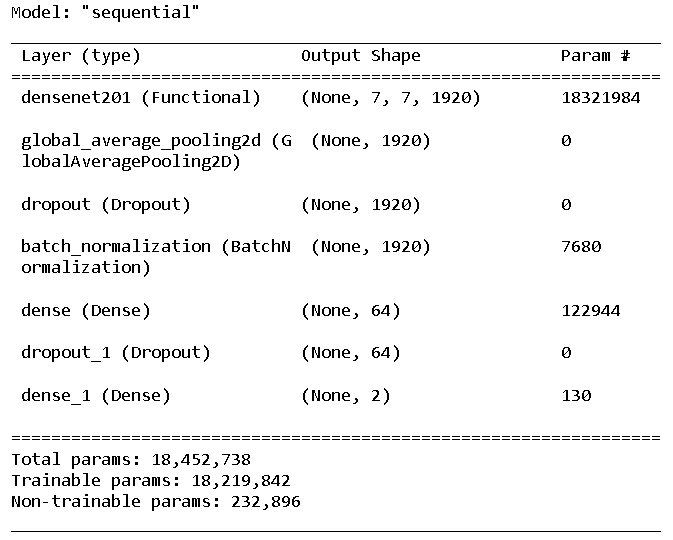 Model: "sequential"
Layer (type) Output Shape Param #
=================================================================
densenet201 (Functional) (None, 7, 7, 1920) 18321984
global_average_pooling2d (G (None, 1920) 0
lobalAveragePooling2D)
dropout (Dropout) (None, 1920) 0
batch_normalization (BatchN (None, 1920) 7680
ormalization)
dense (Dense) (None, 64) 122944
dropout_1 (Dropout) (None, 64) 0
dense_1 (Dense) (None, 2) 130
=================================================================
Total params: 18,452,738
Trainable params: 18,219,842
Non-trainable params: 232,896